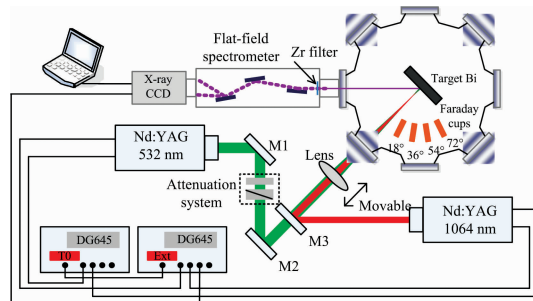 Flat-field
spectrometer
Zr filter
X-ray
CCD
Target Bi
Faraday
cups
18° 36° 54° 72°
Nd:YAG
532 nm
M1
Lens
Attenuation
system
Movable
M3
M2
Nd:YAG
1064 nm
DG645
T0
DG645
Ext